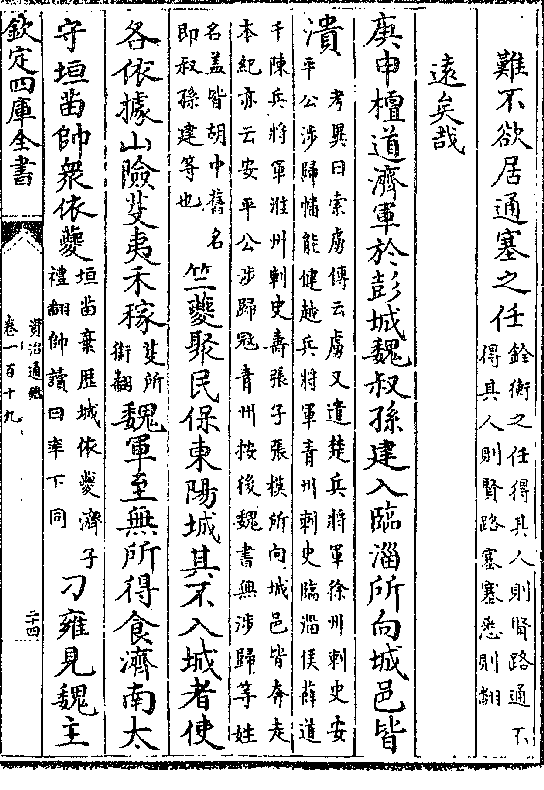 難不欲居通塞之任銓衡之任得其人則賢路通不
得其人則賢路塞塞悉則翻
遠矣哉
庚申檀道濟軍於彭城魏叔孫建入臨淄所向城邑皆
潰考異曰索虜傳云虜又遣楚兵將軍徐州刺史安
平公涉歸幡能健越兵將軍青州刺史臨淄侯薛道
千陳兵將軍淮州刺史壽張子張模所向城邑皆奔走
本紀亦云安平公涉歸冦青州按後魏書無涉歸等姓
名盖皆胡中舊名
即叔孫建等也
竺夔聚民保東陽城其不入城者使
各依據山險芟夷禾稼芟所
銜翻
魏軍至無所得食濟南太
守垣苗帥衆依夔垣苗棄歴城依夔濟子
禮翻帥讀曰率下同
刁雍見魏主
欽定四庫全書
資治通鑑
卷一百十九
二十四